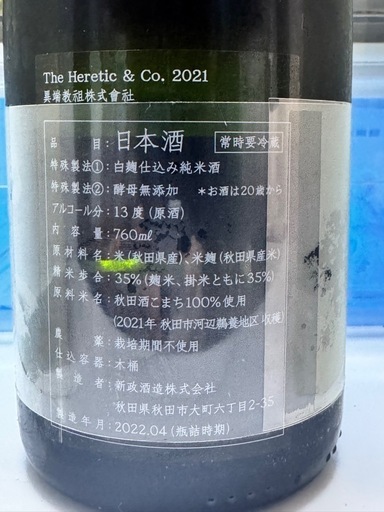 The Heretic & Co. 2021
異端教祖株式會社
品目:日本酒 常時要冷蔵
特殊製法①:白麹仕込み純米酒
特殊製法②:酵母無添加 *お酒は20歳から
アルコール分:13度(原酒)
内容量:760ml
原材料名:米(秋田県産)、米麹(秋田県産米)
精米歩合:35%(麹米、掛米ともに35%)
原料米名:秋田酒こまち100%使用
(2021年 秋田市河辺鵜養地区 収穫)
農薬:栽培期間不使用
仕込容器:木桶
製造者:新政酒造株式会社
秋田県秋田市大町六丁目2-35
製造年月:2022.04(瓶詰時期)